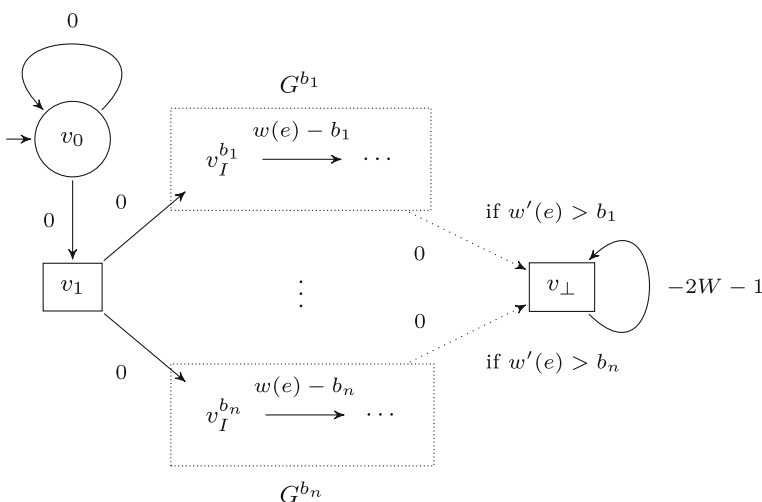 0
G^{b_1}
w(e) − b_1
v_0
v_I^{b_1} ⋯
0 0
if w′(e) > b_1
0
v_1 ⋮ v_⊥ −2W − 1
0
0 if w′(e) > b_n
w(e) − b_n
v_I^{b_n} ⋯
G^{b_n}